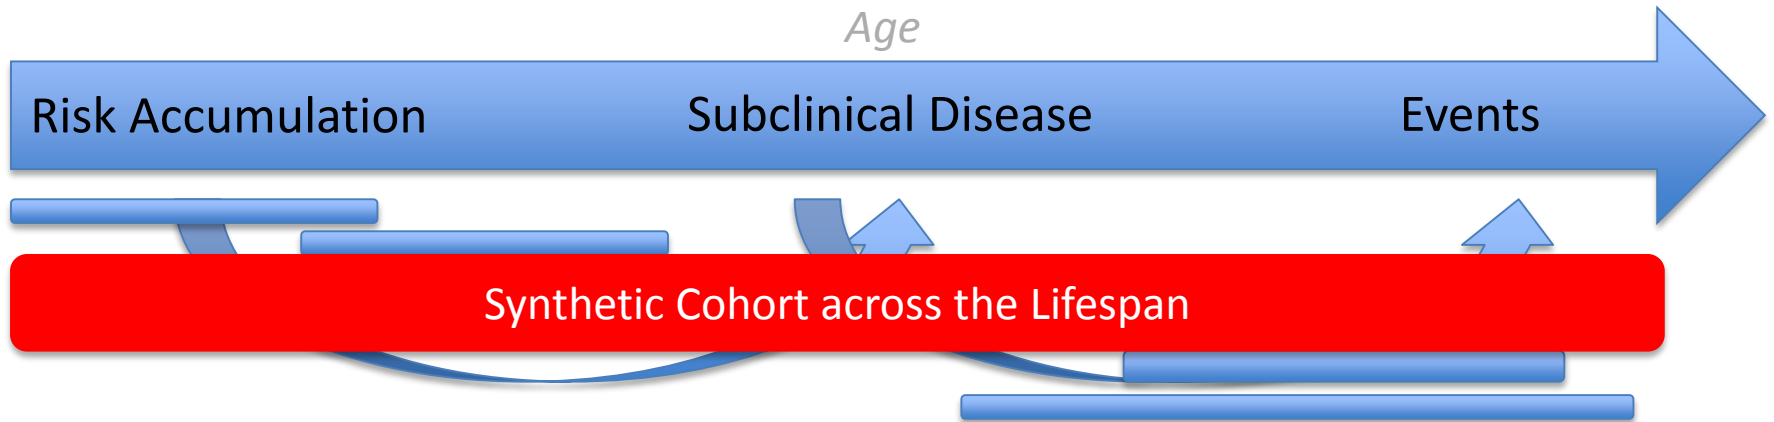 Age
Risk Accumulation Subclinical Disease Events
Synthetic Cohort across the Lifespan